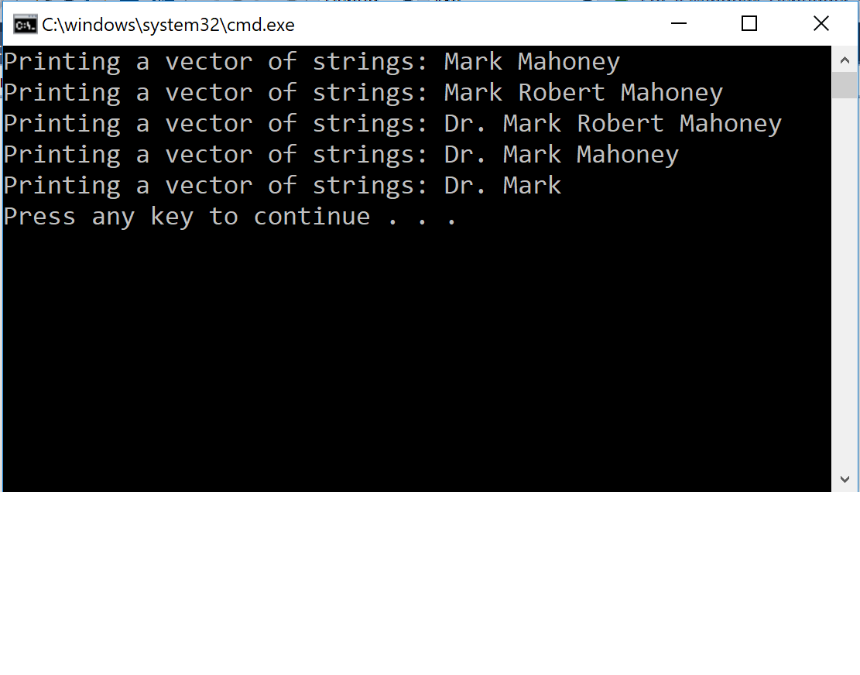 C:\windows\system32\cmd.exe
Printing a vector of strings: Mark Mahoney
Printing a vector of strings: Mark Robert Mahoney
Printing a vector of strings: Dr. Mark Robert Mahoney
Printing a vector of strings: Dr. Mark Mahoney
Printing a vector of strings: Dr. Mark
Press any key to continue . . .